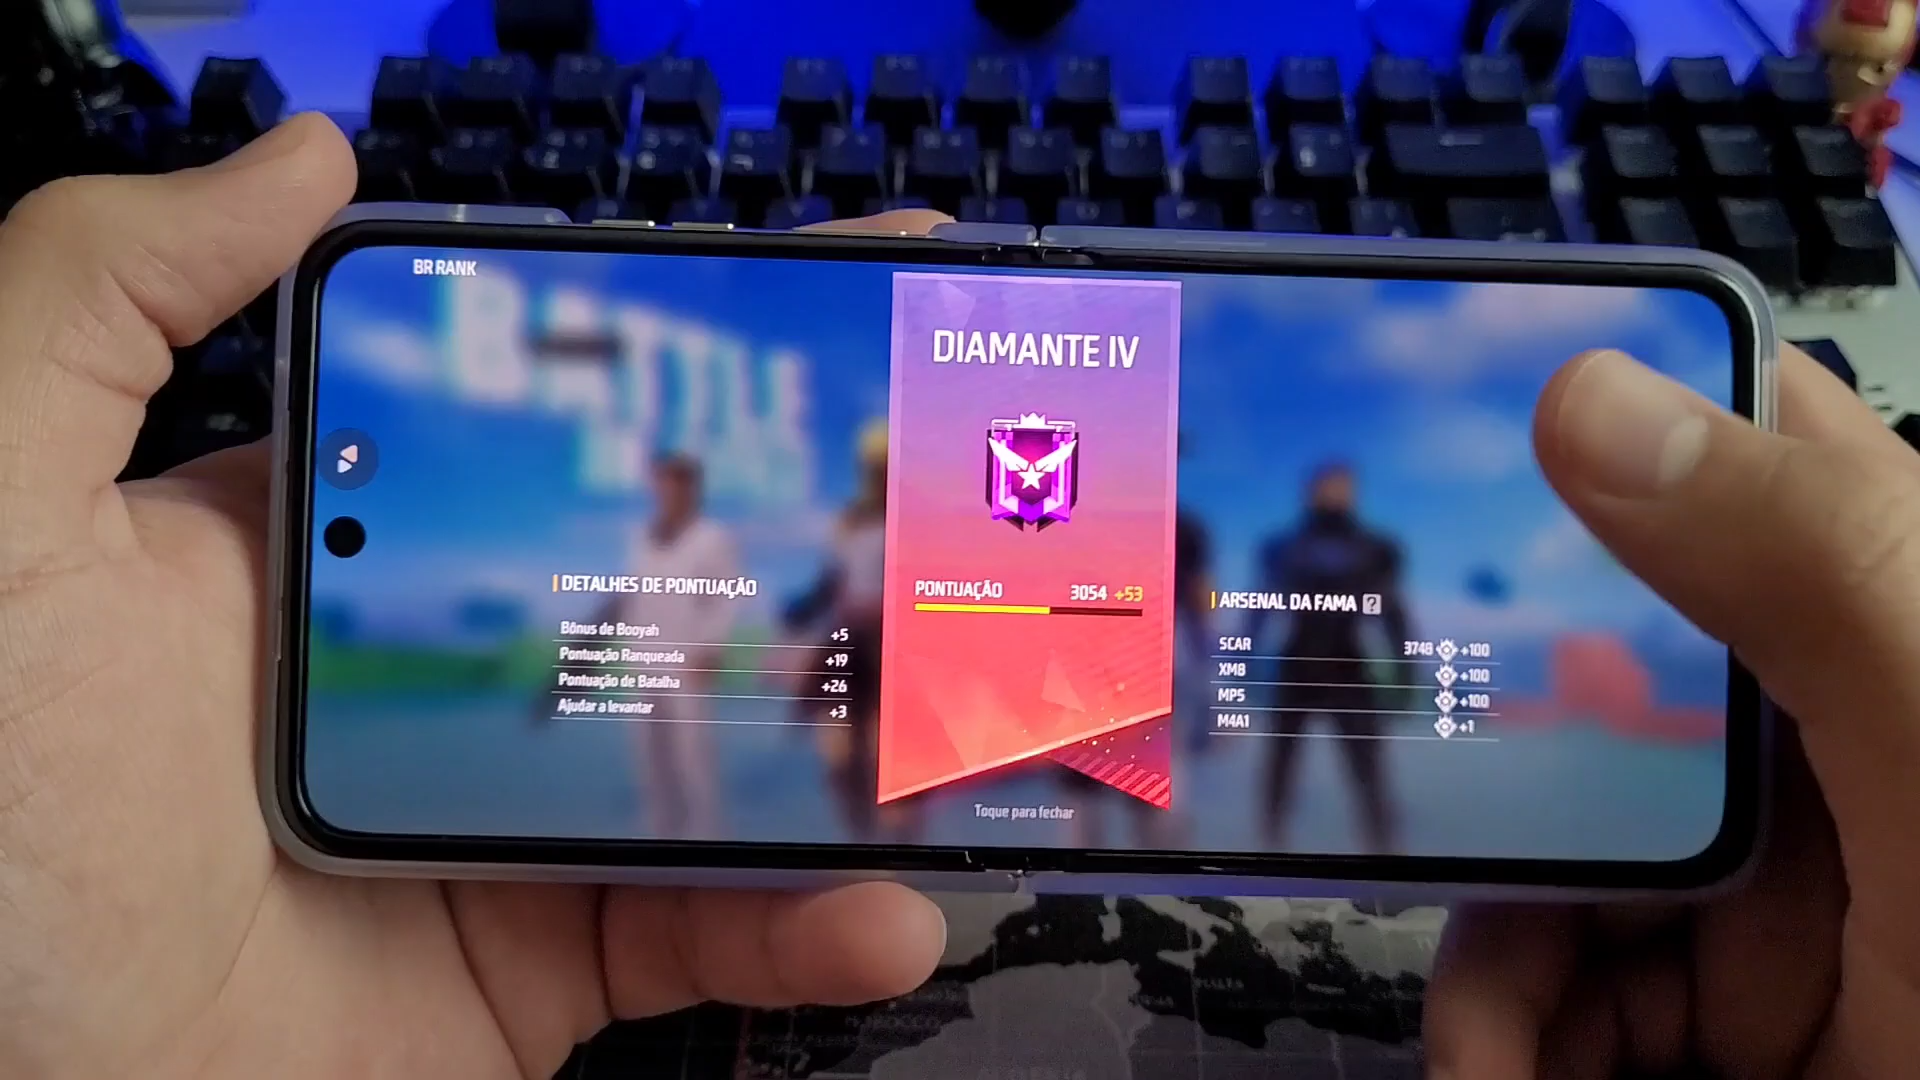 BR RANK
BATTLE
DIAMANTE IV
PONTUAÇÃO 3054 +53
DETALHES DE PONTUAÇÃO
Bônus de Booyah +5
Pontuação Ranqueada +19
Pontuação de Batalha +26
Ajudar a levantar +3
ARSENAL DA FAMA ?
SCAR 3748 +100
XM8 +100
MP5 +100
M4A1 +1
Toque para fechar